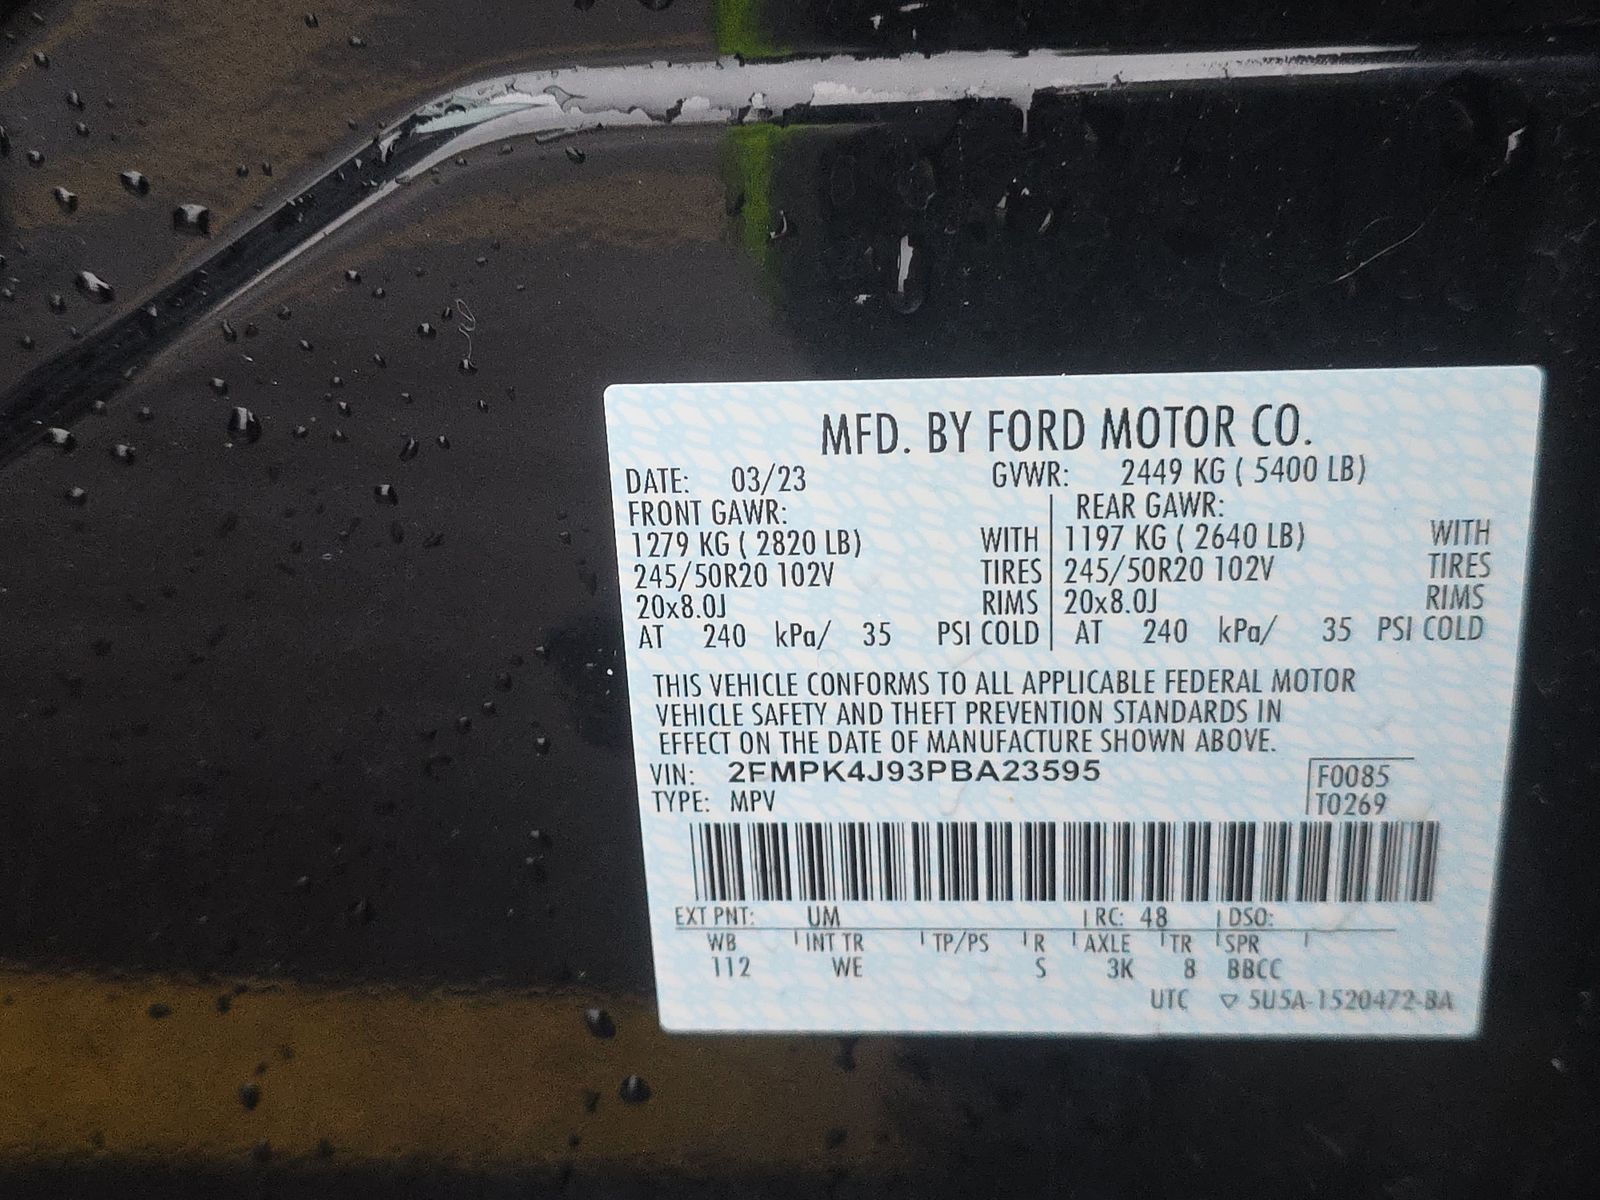 MFD. BY FORD MOTOR CO.
DATE: 03/23 GVWR: 2449 KG ( 5400 LB)
FRONT GAWR: REAR GAWR:
1279 KG ( 2820 LB) WITH 1197 KG ( 2640 LB) WITH
245/50R20 102V TIRES 245/50R20 102V TIRES
20x8.0J RIMS 20x8.0J RIMS
AT 240 kPa/ 35 PSI COLD AT 240 kPa/ 35 PSI COLD
THIS VEHICLE CONFORMS TO ALL APPLICABLE FEDERAL MOTOR
VEHICLE SAFETY AND THEFT PREVENTION STANDARDS IN
EFFECT ON THE DATE OF MANUFACTURE SHOWN ABOVE.
VIN: 2FMPK4J93PBA23595 F0085
TYPE: MPV T0269
EXT PNT: UM RC: 48 DSO:
WB INT TR TP/PS R AXLE TR SPR
112 WE S 3K 8 BBCC
UTC ▽ 5U5A-1520472-BA